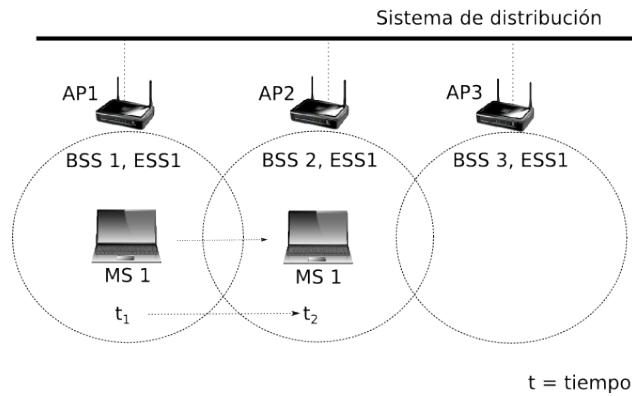 Sistema de distribución
AP1
AP2
AP3
BSS 1, ESS1
BSS 2, ESS1
BSS 3, ESS1
MS 1
MS 1
t₁
t₂
t = tiempo